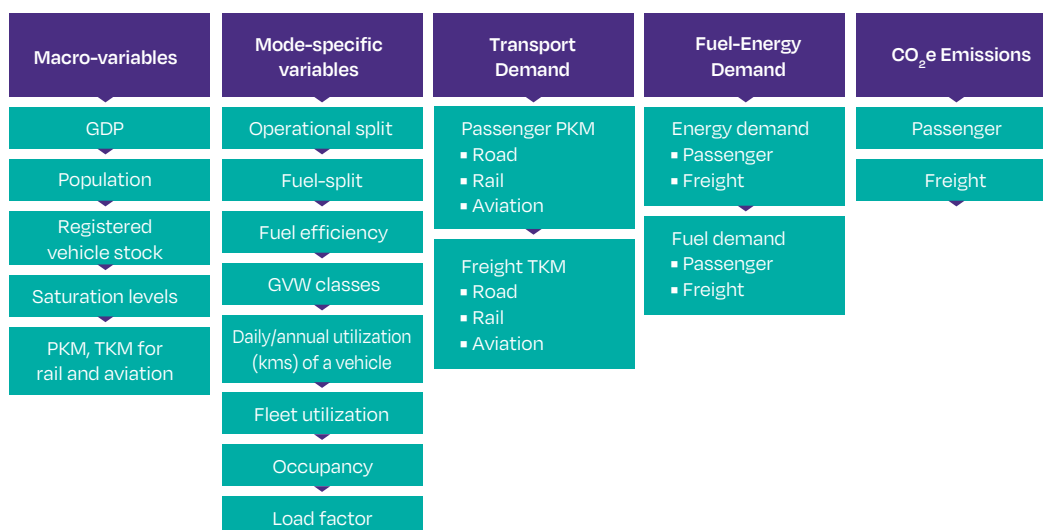 Macro-variables
GDP
Population
Registered
vehicle stock
Saturation levels
PKM, TKM for
rail and aviation
Mode-specific
variables
Operational split
Fuel-split
Fuel efficiency
GVW classes
Daily/annual utilization
(kms) of a vehicle
Fleet utilization
Occupancy
Load factor
Transport
Demand
Passenger PKM
▪ Road
▪ Rail
▪ Aviation
Freight TKM
▪ Road
▪ Rail
▪ Aviation
Fuel-Energy
Demand
Energy demand
▪ Passenger
▪ Freight
Fuel demand
▪ Passenger
▪ Freight
CO₂e Emissions
Passenger
Freight